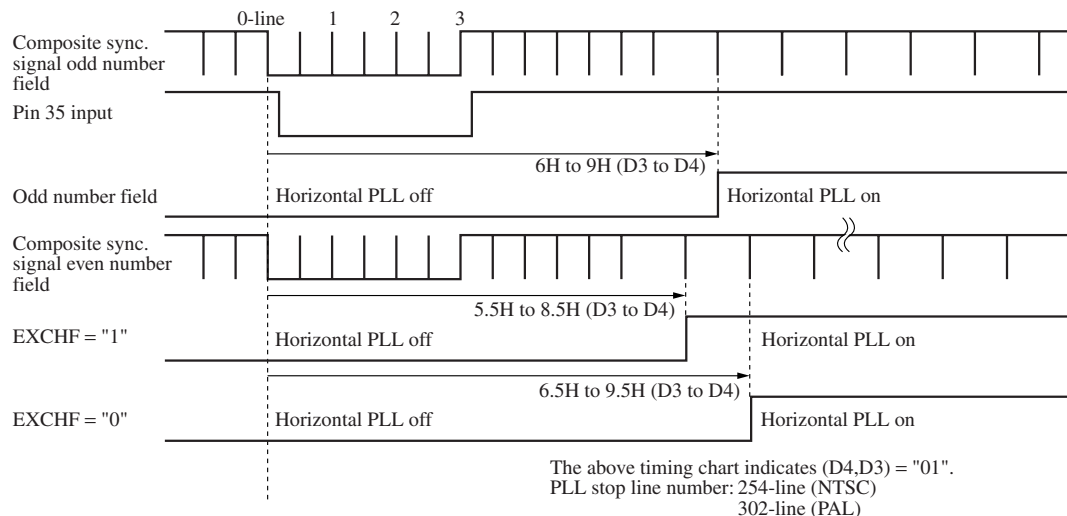 0-line 1 2 3
Composite sync.
signal odd number
field
Pin 35 input
6H to 9H (D3 to D4)
Odd number field
Horizontal PLL off
Horizontal PLL on
Composite sync.
signal even number
field
5.5H to 8.5H (D3 to D4)
EXCHF = "1"
Horizontal PLL off
Horizontal PLL on
6.5H to 9.5H (D3 to D4)
EXCHF = "0"
Horizontal PLL off
Horizontal PLL on
The above timing chart indicates (D4,D3) = "01".
PLL stop line number: 254-line (NTSC)
302-line (PAL)